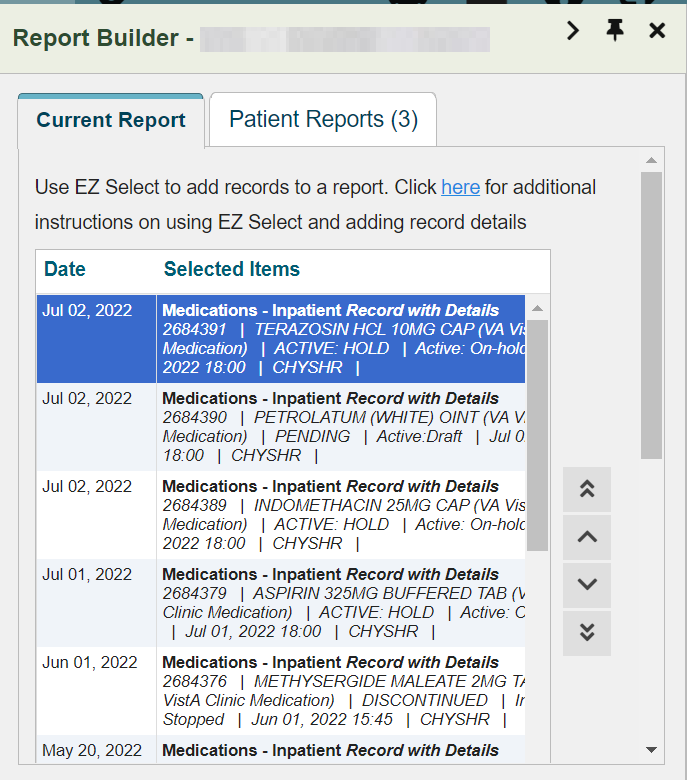 Report Builder -
Current Report
Patient Reports (3)
Use EZ Select to add records to a report. Click here for additional
instructions on using EZ Select and adding record details
Date Selected Items
Jul 02, 2022 Medications - Inpatient Record with Details
2684391 | TERAZOSIN HCL 10MG CAP (VA Vis
Medication) | ACTIVE: HOLD | Active: On-hold
2022 18:00 | CHYSHR |
Jul 02, 2022 Medications - Inpatient Record with Details
2684390 | PETROLATUM (WHITE) OINT (VA V
Medication) | PENDING | Active:Draft | Jul 0
18:00 | CHYSHR |
Jul 02, 2022 Medications - Inpatient Record with Details
2684389 | INDOMETHACIN 25MG CAP (VA Vis
Medication) | ACTIVE: HOLD | Active: On-hold
2022 18:00 | CHYSHR |
Jul 01, 2022 Medications - Inpatient Record with Details
2684379 | ASPIRIN 325MG BUFFERED TAB (V
Clinic Medication) | ACTIVE: HOLD | Active: O
| Jul 01, 2022 18:00 | CHYSHR |
Jun 01, 2022 Medications - Inpatient Record with Details
2684376 | METHYSERGIDE MALEATE 2MG TA
VistA Clinic Medication) | DISCONTINUED | In
Stopped | Jun 01, 2022 15:45 | CHYSHR |
May 20, 2022 Medications - Inpatient Record with Details